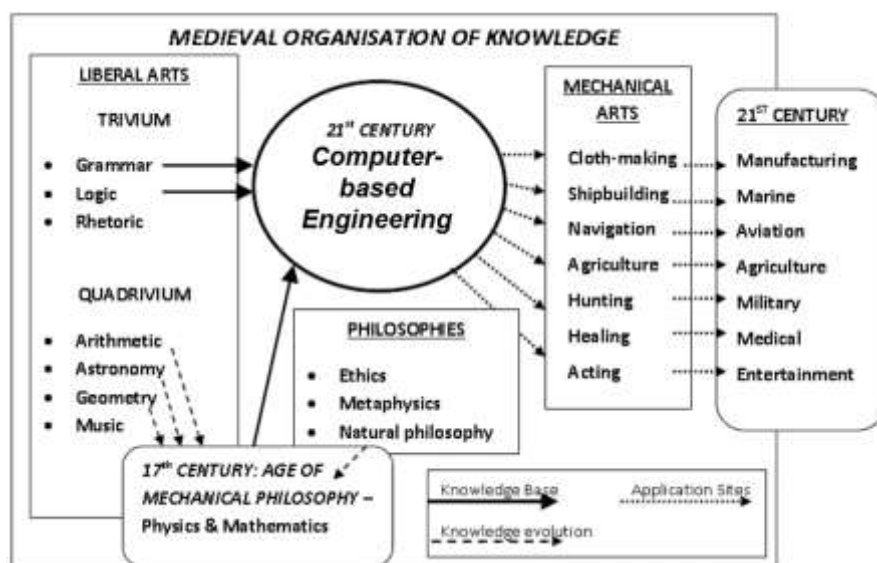 MEDIEVAL ORGANISATION OF KNOWLEDGE
LIBERAL ARTS
TRIVIUM
Grammar
Logic
Rhetoric
QUADRIVIUM
Arithmetic
Astronomy
Geometry
Music
21st CENTURY
Computer-
based
Engineering
PHILOSOPHIES
Ethics
Metaphysics
Natural philosophy
17th CENTURY: AGE OF
MECHANICAL PHILOSOPHY –
Physics & Mathematics
MECHANICAL
ARTS
Cloth-making
Shipbuilding
Navigation
Agriculture
Hunting
Healing
Acting
21ST CENTURY
Manufacturing
Marine
Aviation
Agriculture
Military
Medical
Entertainment
Knowledge Base
Application Sites
Knowledge evolution